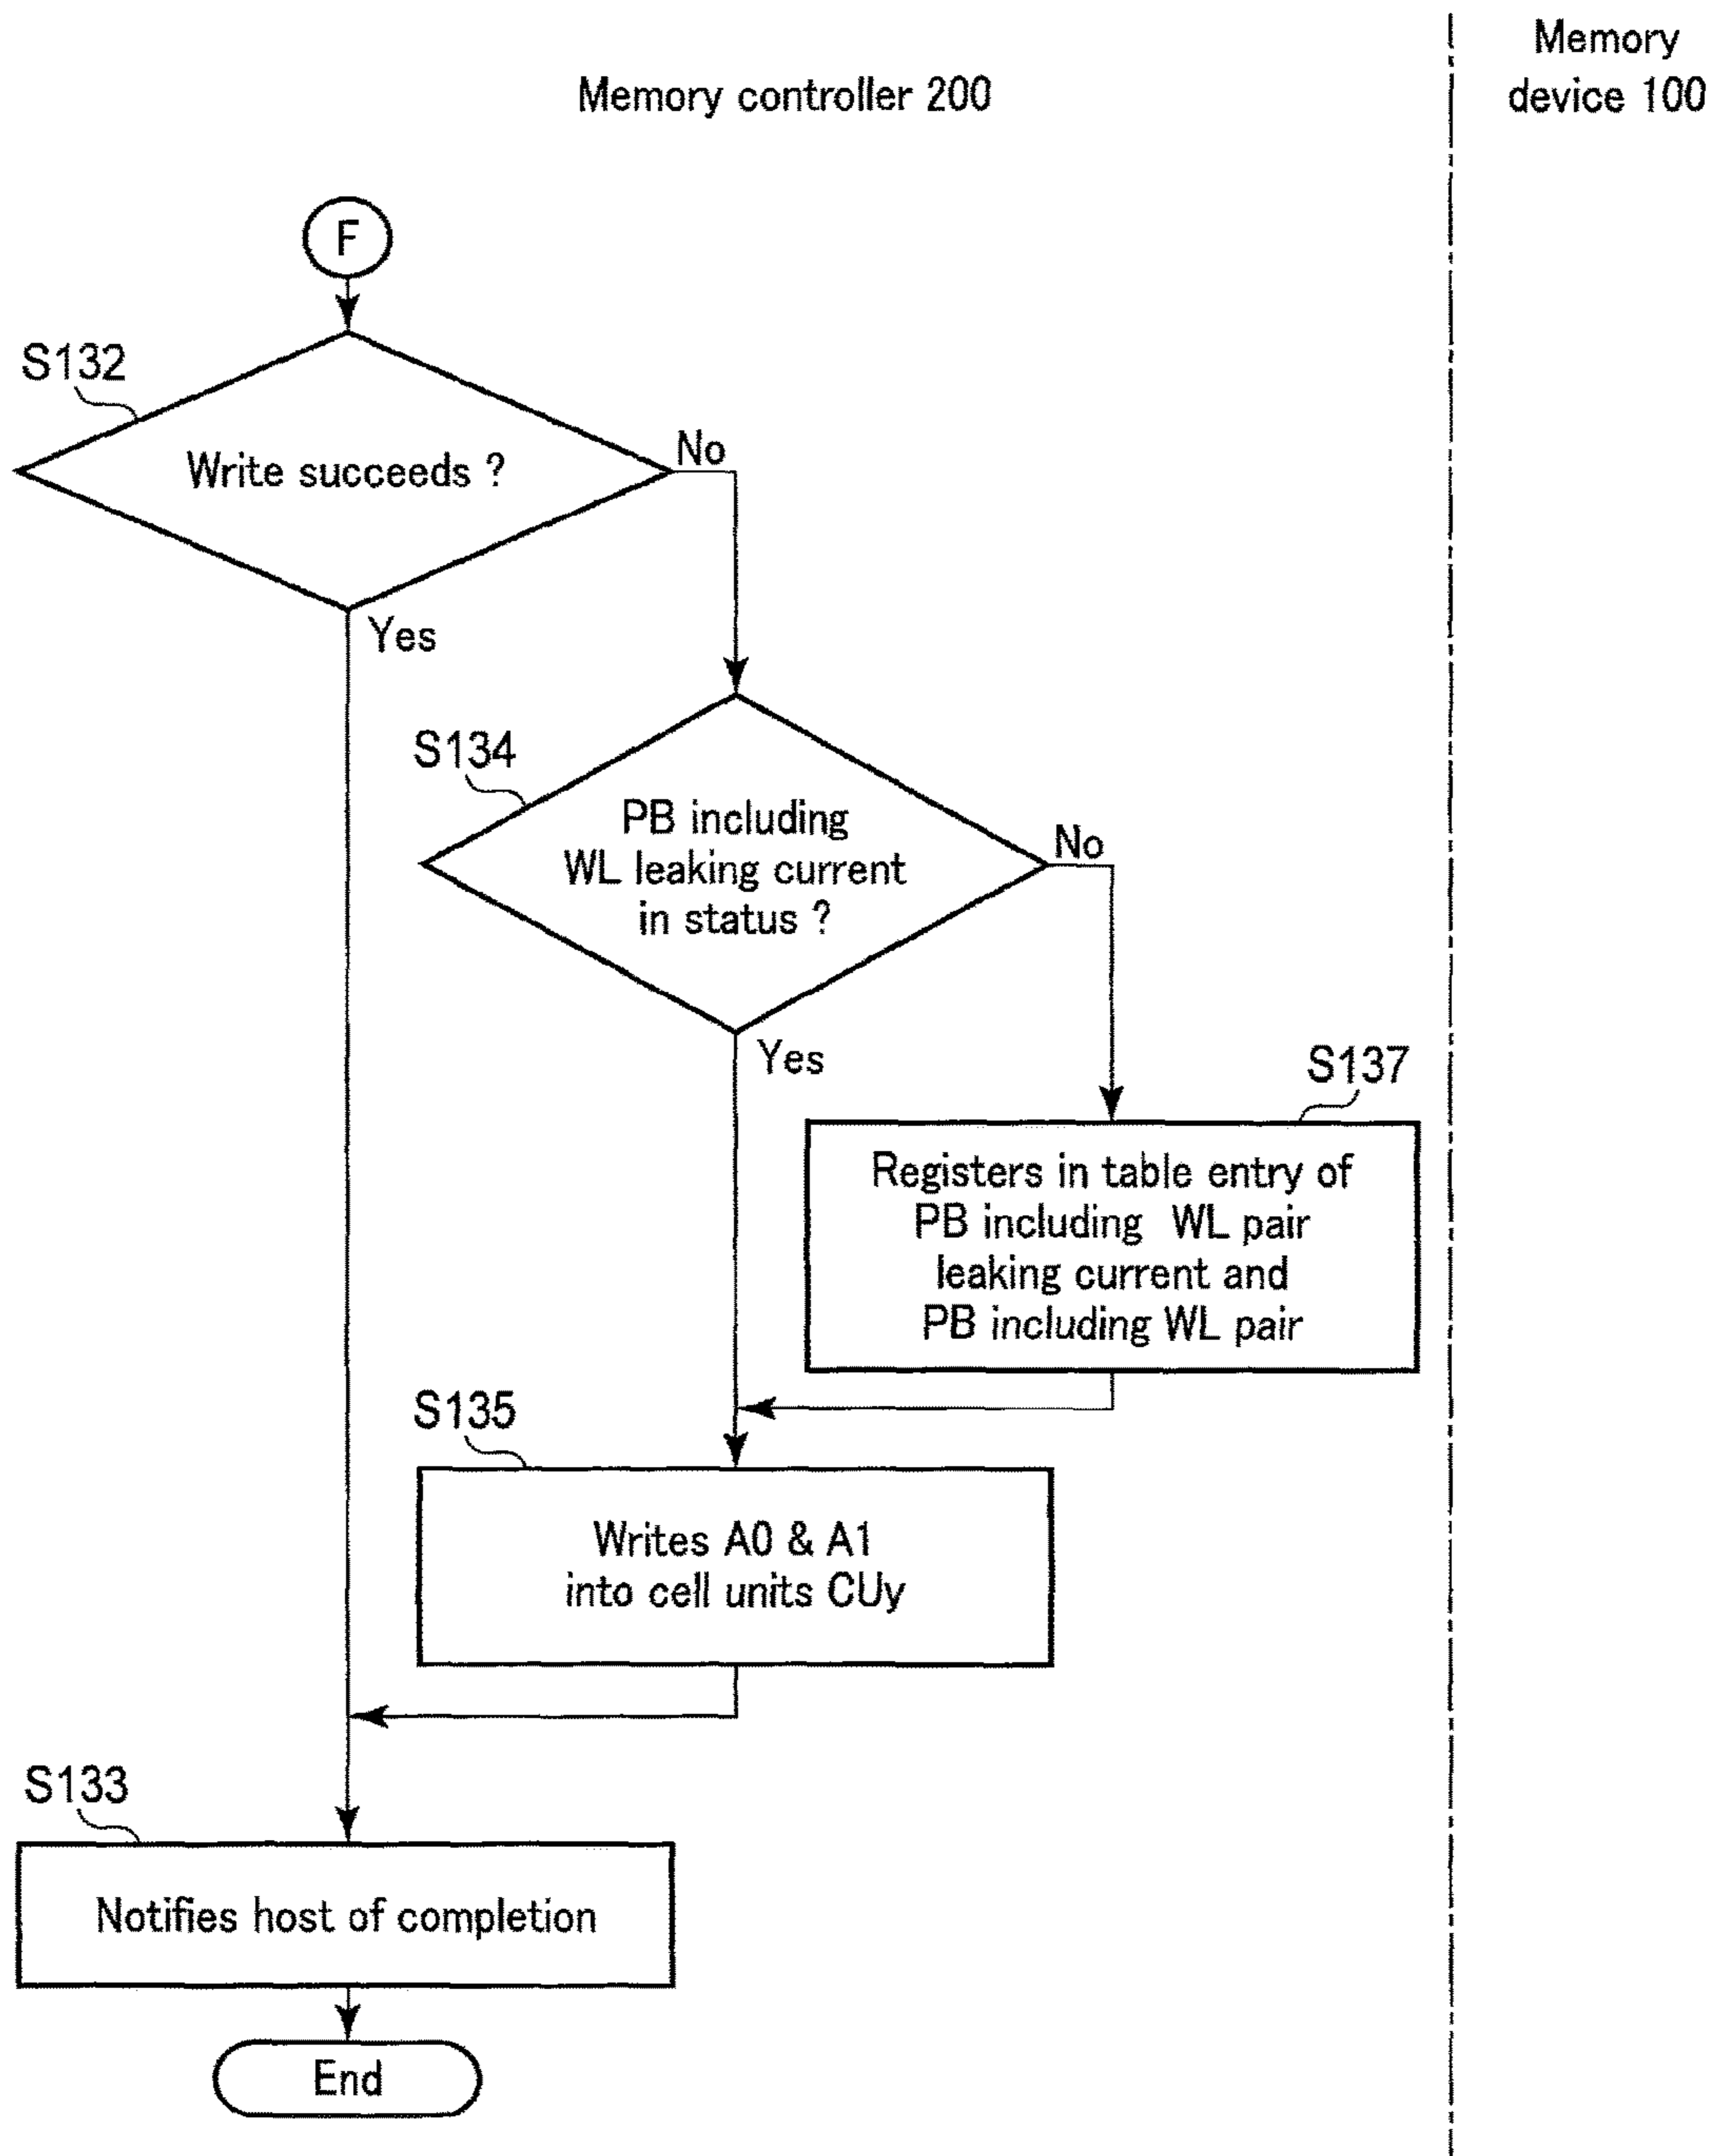 Memory controller 200
Memory
device 100
F
S132
Write succeeds ?
No
Yes
S134
PB including
WL leaking current
in status ?
No
Yes
S137
Registers in table entry of
PB including WL pair
leaking current and
PB including WL pair
S135
Writes A0 & A1
into cell units CUy
S133
Notifies host of completion
End